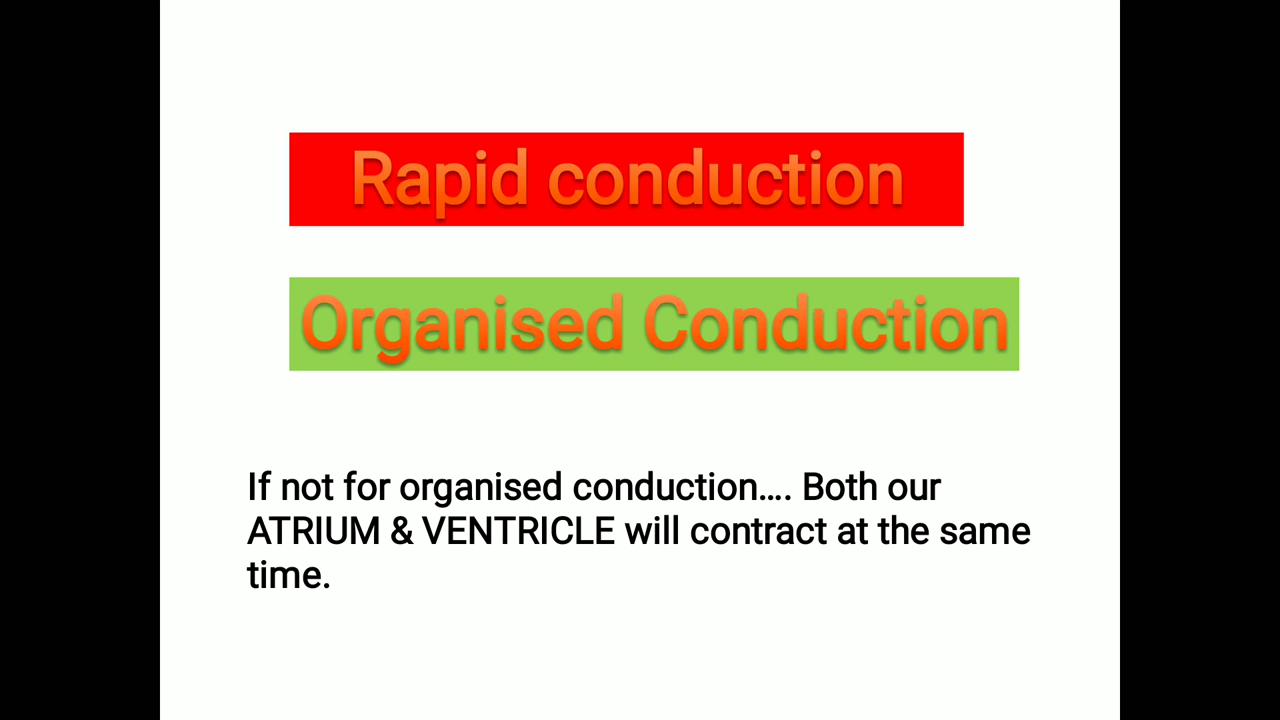 Rapid conduction
Organised Conduction
If not for organised conduction.... Both our
ATRIUM & VENTRICLE will contract at the same
time.